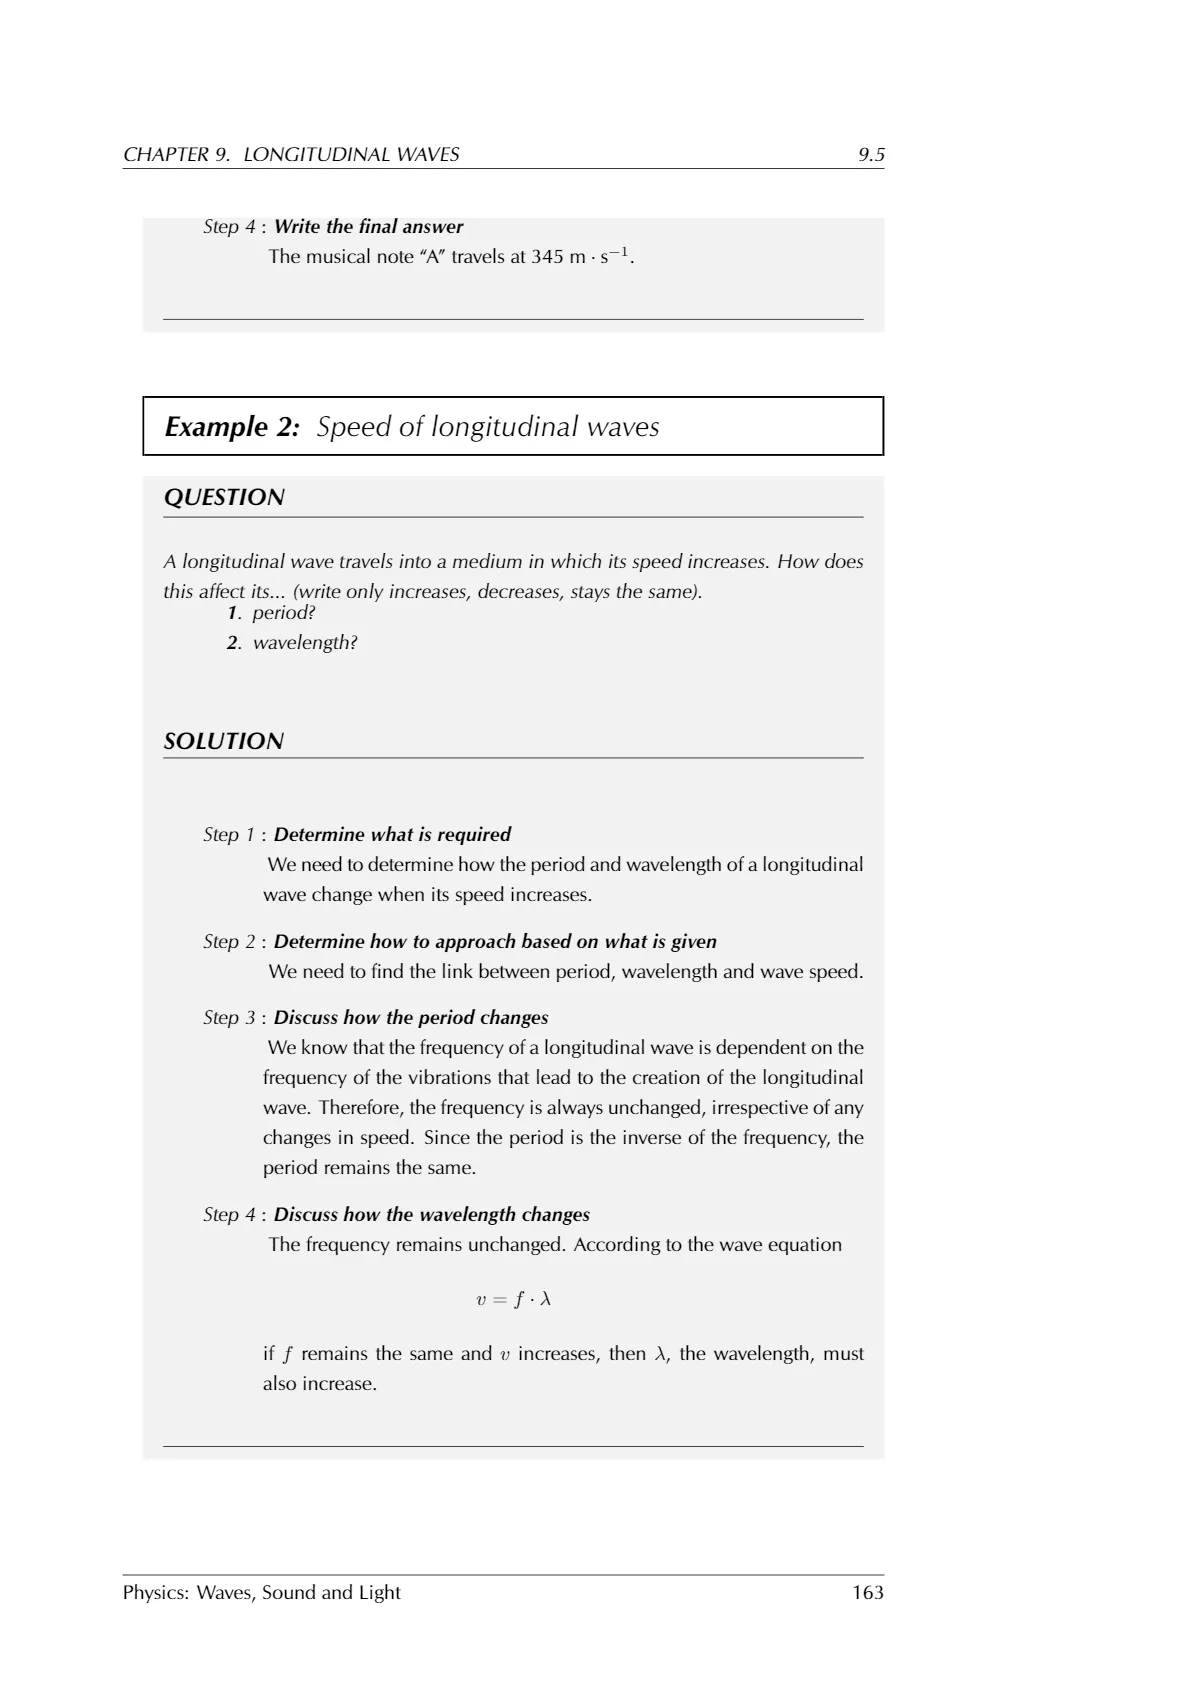 CHAPTER 9. LONGITUDINAL WAVES 9.5
Step 4 : Write the final answer
The musical note “A” travels at 345 m · s⁻¹.
Example 2: Speed of longitudinal waves
QUESTION
A longitudinal wave travels into a medium in which its speed increases. How does
this affect its... (write only increases, decreases, stays the same).
1. period?
2. wavelength?
SOLUTION
Step 1 : Determine what is required
We need to determine how the period and wavelength of a longitudinal
wave change when its speed increases.
Step 2 : Determine how to approach based on what is given
We need to find the link between period, wavelength and wave speed.
Step 3 : Discuss how the period changes
We know that the frequency of a longitudinal wave is dependent on the
frequency of the vibrations that lead to the creation of the longitudinal
wave. Therefore, the frequency is always unchanged, irrespective of any
changes in speed. Since the period is the inverse of the frequency, the
period remains the same.
Step 4 : Discuss how the wavelength changes
The frequency remains unchanged. According to the wave equation
v = f · λ
if f remains the same and v increases, then λ, the wavelength, must
also increase.
Physics: Waves, Sound and Light 163